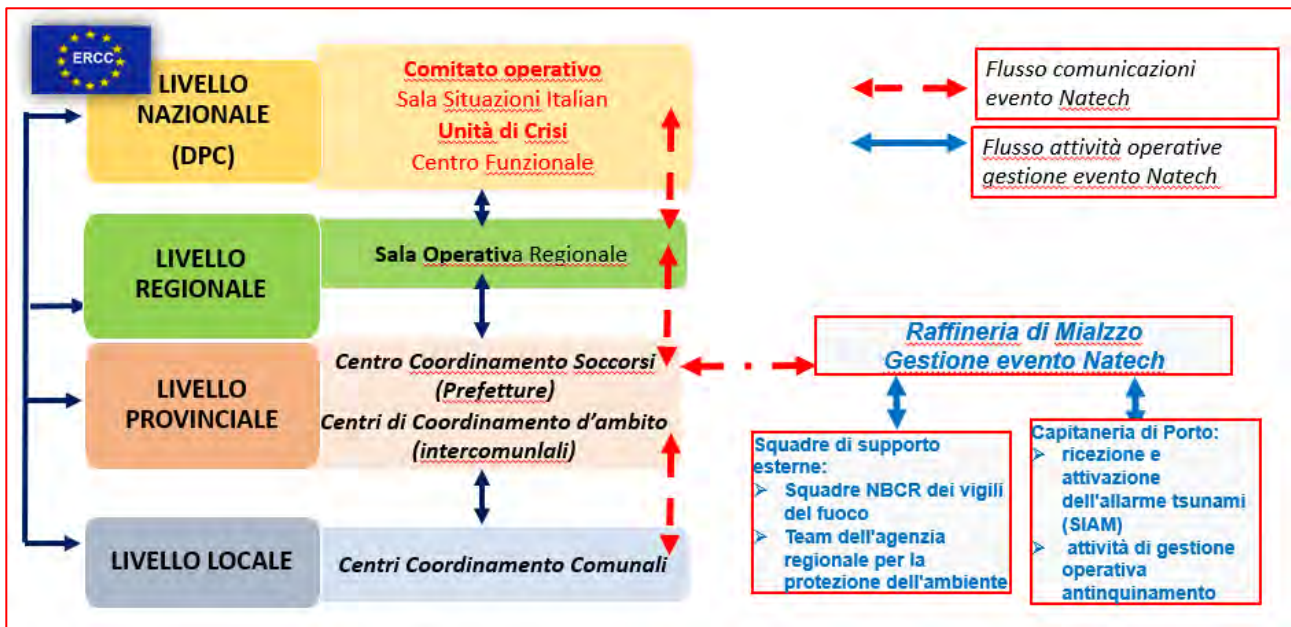 ERCC
LIVELLO
NAZIONALE
(DPC)
Comitato operativo
Sala Situazioni Italian
Unità di Crisi
Centro Funzionale
Flusso comunicazioni
evento Natech
Flusso attività operative
gestione evento Natech
LIVELLO
REGIONALE
Sala Operativa Regionale
LIVELLO
PROVINCIALE
Centro Coordinamento Soccorsi
(Prefetture)
Centri di Coordinamento d'ambito
(intercomunlali)
Raffineria di Mialzzo
Gestione evento Natech
Squadre di supporto
esterne:
➢ Squadre NBCR dei vigili
del fuoco
➢ Team dell'agenzia
regionale per la
protezione dell'ambiente
Capitaneria di Porto:
➢ ricezione e
attivazione
dell'allarme tsunami
(SIAM)
➢ attività di gestione
operativa
antinquinamento
LIVELLO LOCALE
Centri Coordinamento Comunali